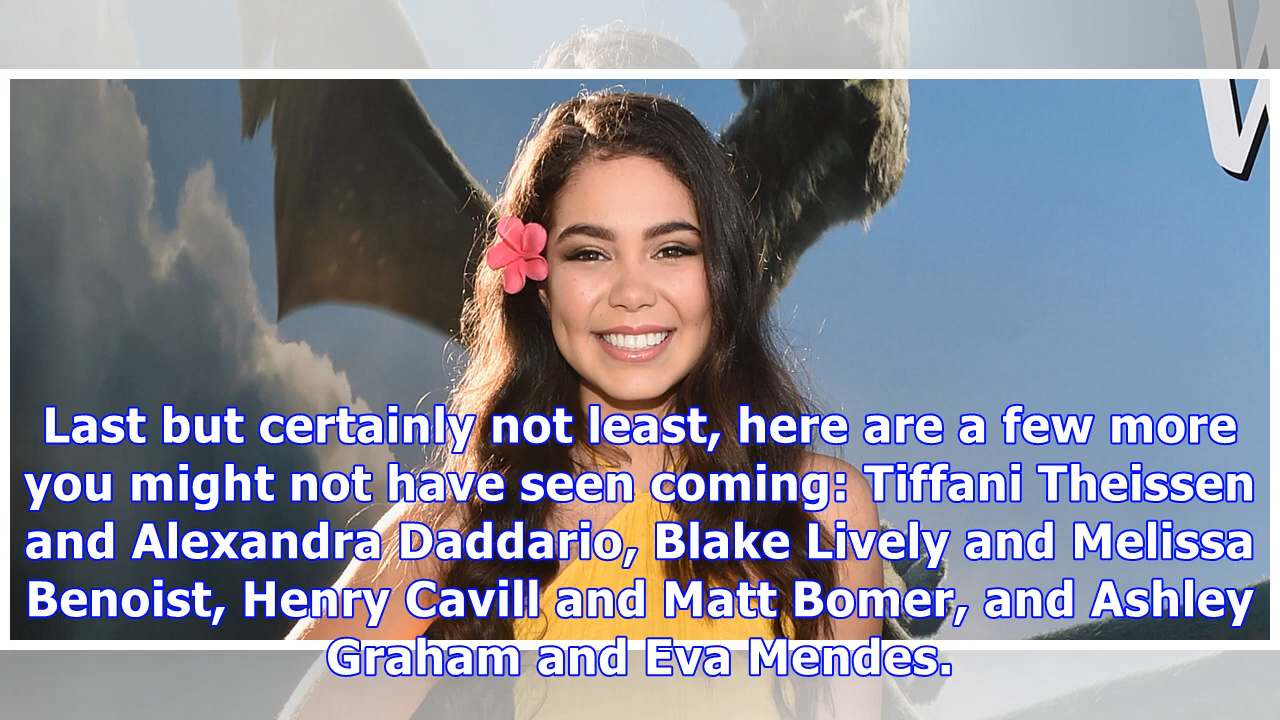 W
Last but certainly not least, here are a few more
you might not have seen coming: Tiffani Theissen
and Alexandra Daddario, Blake Lively and Melissa
Benoist, Henry Cavill and Matt Bomer, and Ashley
Graham and Eva Mendes.